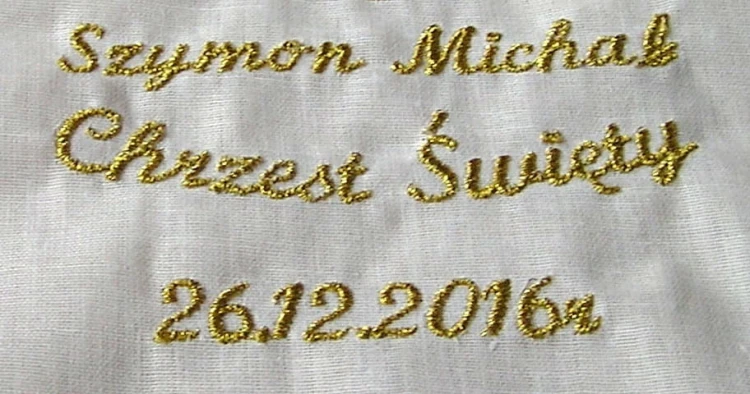 Szymon Michał
Chrzest Święty
26.12.2016r